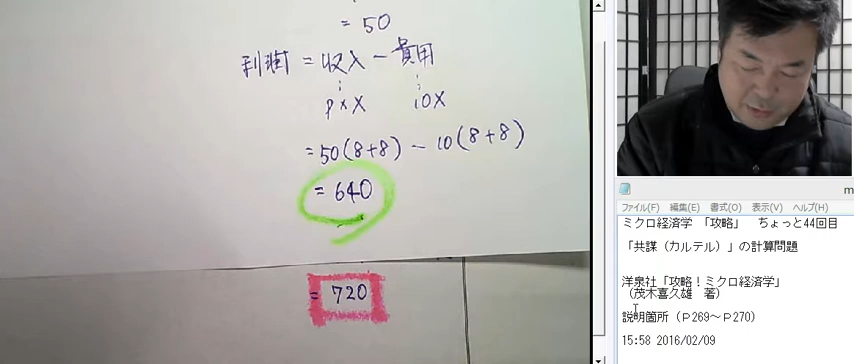 = 50
利潤 = 収入 - 費用
P×X 10X
= 50(8+8) - 10(8+8)
= 640
= 720
m
ファイル(F) 編集(E) 書式(O) 表示(V) ヘルプ(H)
ミクロ経済学 「攻略」 ちょっと44回目
「共謀（カルテル）」の計算問題
洋泉社「攻略！ミクロ経済学」
（茂木喜久雄 著）
説明箇所（P269～P270）
15:58 2016/02/09